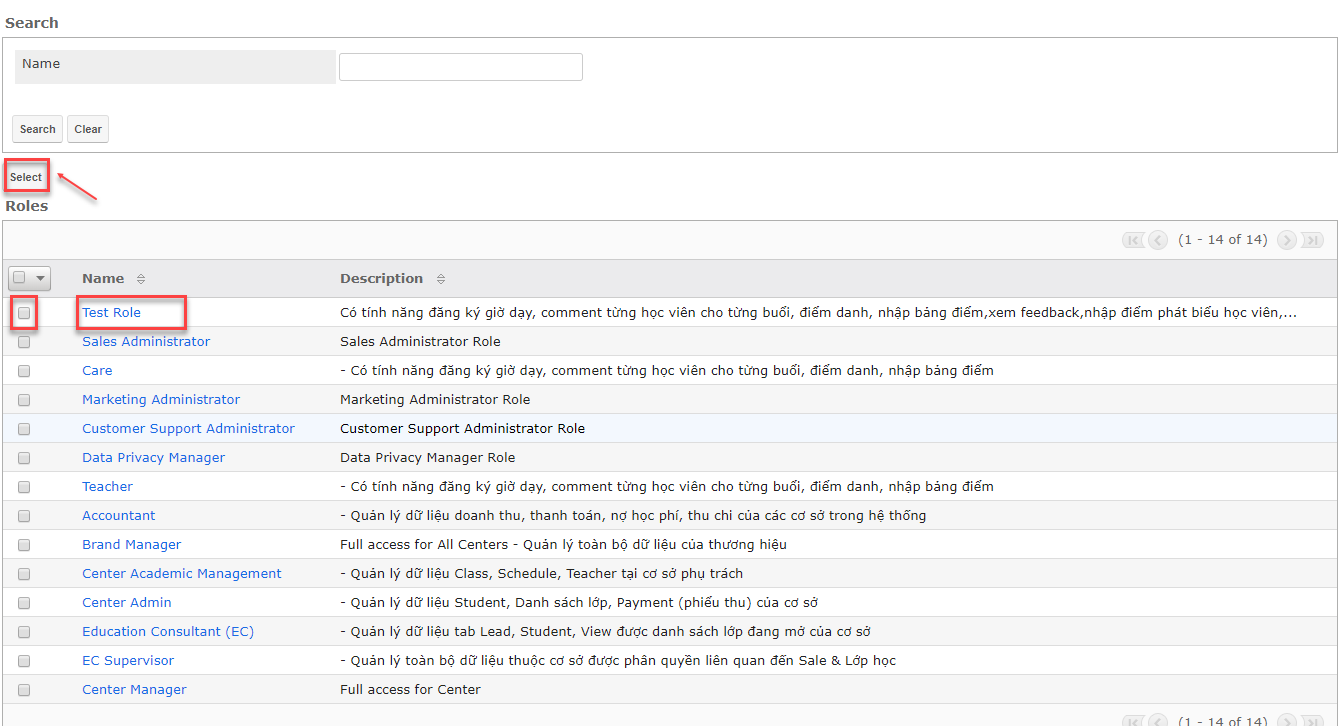 Search
Name
Search Clear
Select
Roles
(1 - 14 of 14)
Name Description
Test Role Có tính năng đăng ký giờ dạy, comment từng học viên cho từng buổi, điểm danh, nhập bảng điểm,xem feedback,nhập điểm phát biểu học viên,...
Sales Administrator Sales Administrator Role
Care - Có tính năng đăng ký giờ dạy, comment từng học viên cho từng buổi, điểm danh, nhập bảng điểm
Marketing Administrator Marketing Administrator Role
Customer Support Administrator Customer Support Administrator Role
Data Privacy Manager Data Privacy Manager Role
Teacher - Có tính năng đăng ký giờ dạy, comment từng học viên cho từng buổi, điểm danh, nhập bảng điểm
Accountant - Quản lý dữ liệu doanh thu, thanh toán, nợ học phí, thu chi của các cơ sở trong hệ thống
Brand Manager Full access for All Centers - Quản lý toàn bộ dữ liệu của thương hiệu
Center Academic Management - Quản lý dữ liệu Class, Schedule, Teacher tại cơ sở phụ trách
Center Admin - Quản lý dữ liệu Student, Danh sách lớp, Payment (phiếu thu) của cơ sở
Education Consultant (EC) - Quản lý dữ liệu tab Lead, Student, View được danh sách lớp đang mở của cơ sở
EC Supervisor - Quản lý toàn bộ dữ liệu thuộc cơ sở được phân quyền liên quan đến Sale & Lớp học
Center Manager Full access for Center
(1 - 14 of 14)